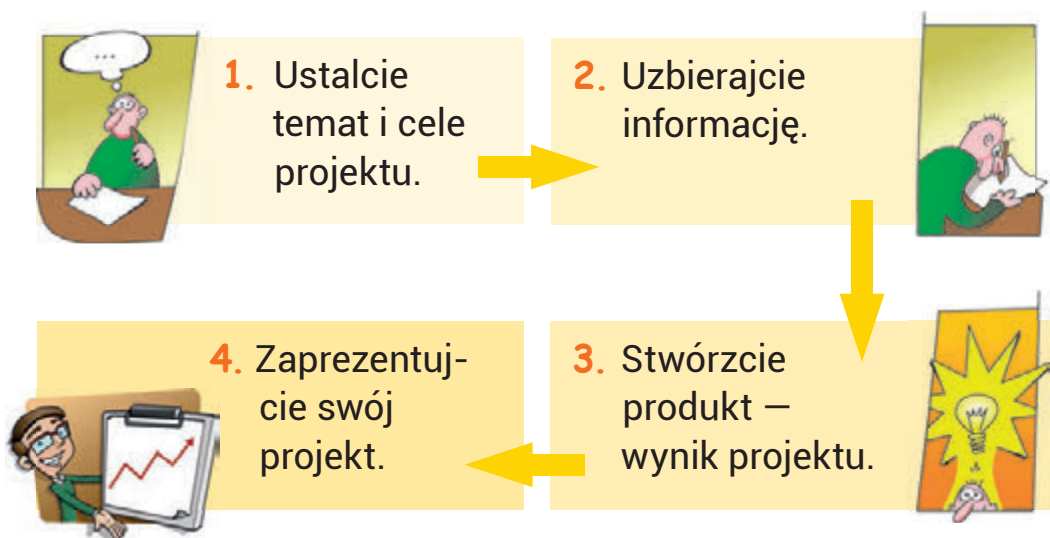 ...
1. Ustalcie
temat i cele
projektu.
2. Uzbierajcie
informację.
3. Stwórzcie
produkt —
wynik projektu.
4. Zaprezentuj-
cie swój
projekt.